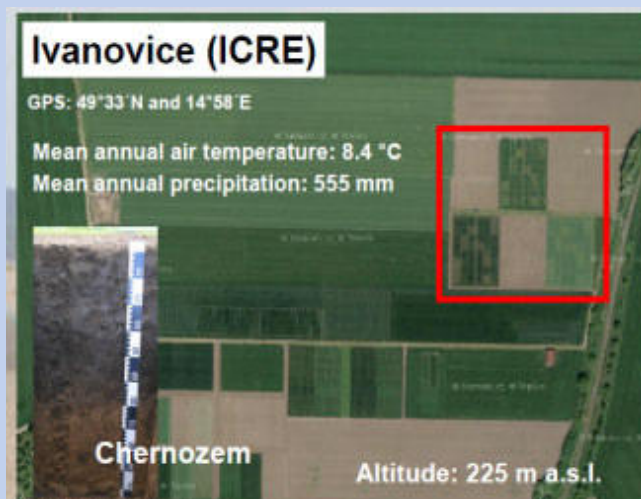 Ivanovice (ICRE)
GPS: 49°33´N and 14°58´E
Mean annual air temperature: 8.4 °C
Mean annual precipitation: 555 mm
Chernozem
Altitude: 225 m a.s.l.